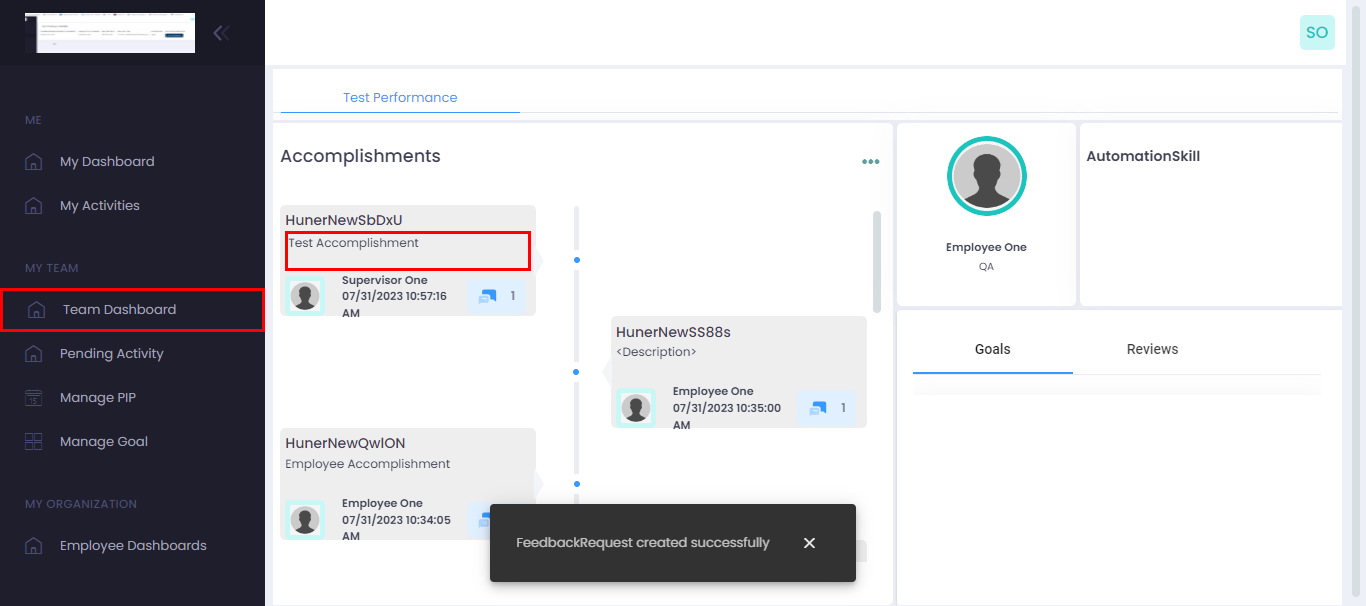 SO
ME
My Dashboard
My Activities
MY TEAM
Team Dashboard
Pending Activity
15
Manage PIP
Manage Goal
MY ORGANIZATION
Employee Dashboards
Test Performance
Accomplishments
HunerNewSbDxU
Test Accomplishment
Supervisor One
07/31/2023 10:57:16
AM
1
HunerNewSS88s
<Description>
Employee One
07/31/2023 10:35:00
AM
1
HunerNewQwlON
Employee Accomplishment
Employee One
07/31/2023 10:34:05
AM
FeedbackRequest created successfully
Employee One
QA
AutomationSkill
Goals
Reviews